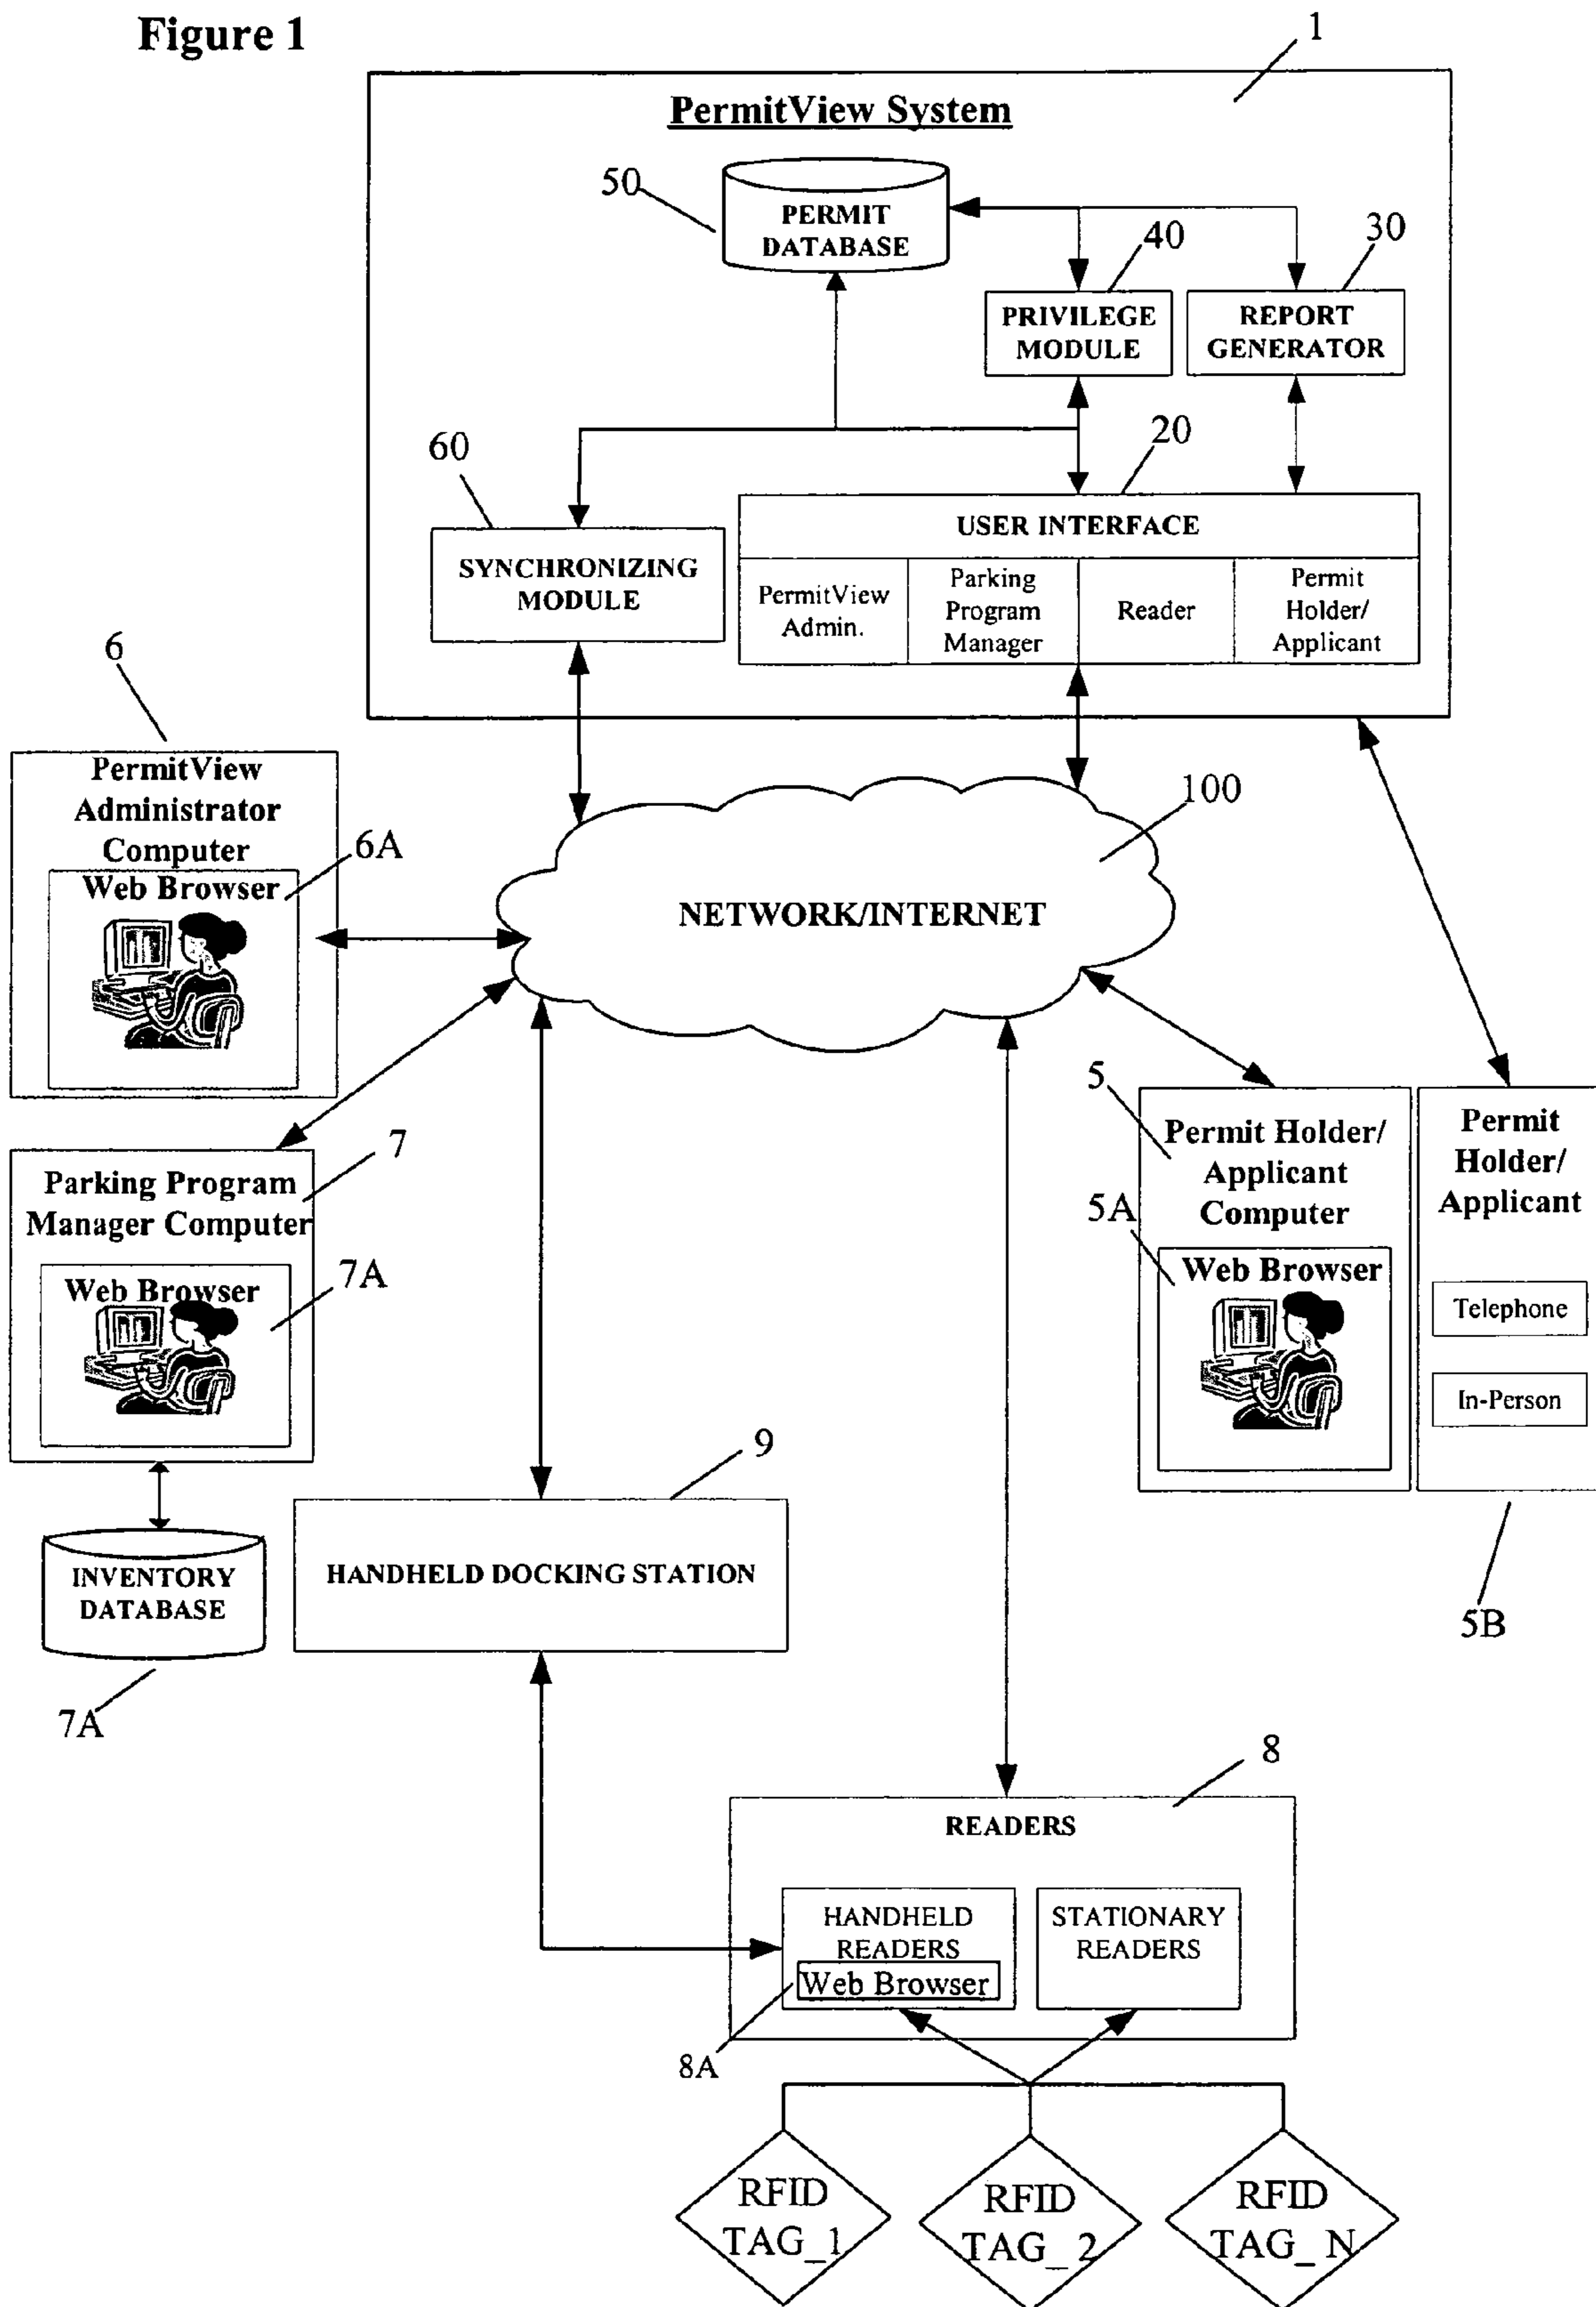 Figure 1
1
PermitView System
50
PERMIT
DATABASE
40
30
PRIVILEGE
MODULE
REPORT
GENERATOR
60
20
USER INTERFACE
SYNCHRONIZING
MODULE
PermitView
Admin.
Parking
Program
Manager
Reader
Permit
Holder/
Applicant
6
PermitView
Administrator
Computer
6A
Web Browser
100
NETWORK/INTERNET
7
Parking Program
Manager Computer
7A
Web Browser
5
Permit Holder/
Applicant
Computer
5A
Web Browser
Permit
Holder/
Applicant
Telephone
In-Person
5B
9
HANDHELD DOCKING STATION
INVENTORY
DATABASE
7A
8
READERS
HANDHELD
READERS
Web Browser
STATIONARY
READERS
8A
RFID
TAG_1
RFID
TAG_ 2
RFID
TAG_ N